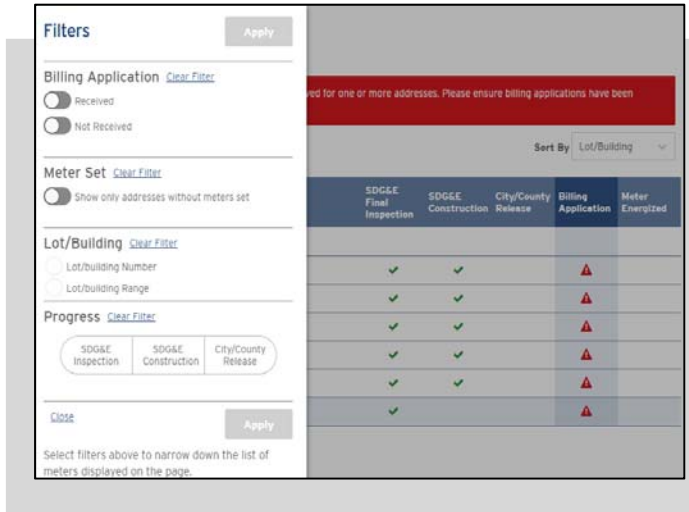 Filters
Apply
Billing Application Clear Filter
Received
Not Received
Meter Set Clear Filter
Show only addresses without meters set
Lot/Building Clear Filter
Lot/building Number
Lot/building Range
Progress Clear Filter
SDG&E Inspection
SDG&E Construction
City/County Release
Close
Apply
Select filters above to narrow down the list of
meters displayed on the page.
ved for one or more addresses. Please ensure billing applications have been
Sort By Lot/Building
SDG&E Final Inspection
SDG&E Construction
City/County Release
Billing Application
Meter Energized